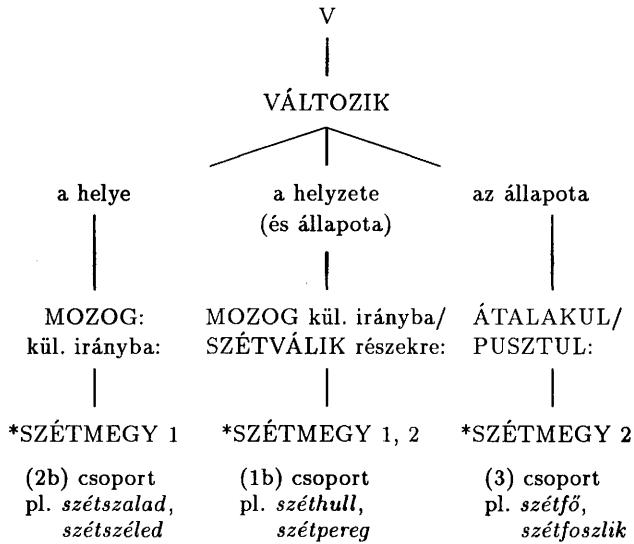 V
VÁLTOZIK
a helye a helyzete az állapota
(és állapota)
MOZOG: MOZOG kül. irányba/ ÁTALAKUL/
kül. irányba: SZÉTVÁLIK részekre: PUSZTUL:
*SZÉTMEGY 1 *SZÉTMEGY 1, 2 *SZÉTMEGY 2
(2b) csoport (1b) csoport (3) csoport
pl. szétszalad, pl. széthull, pl. szétfő,
szétszéled szétpereg szétfoszlik